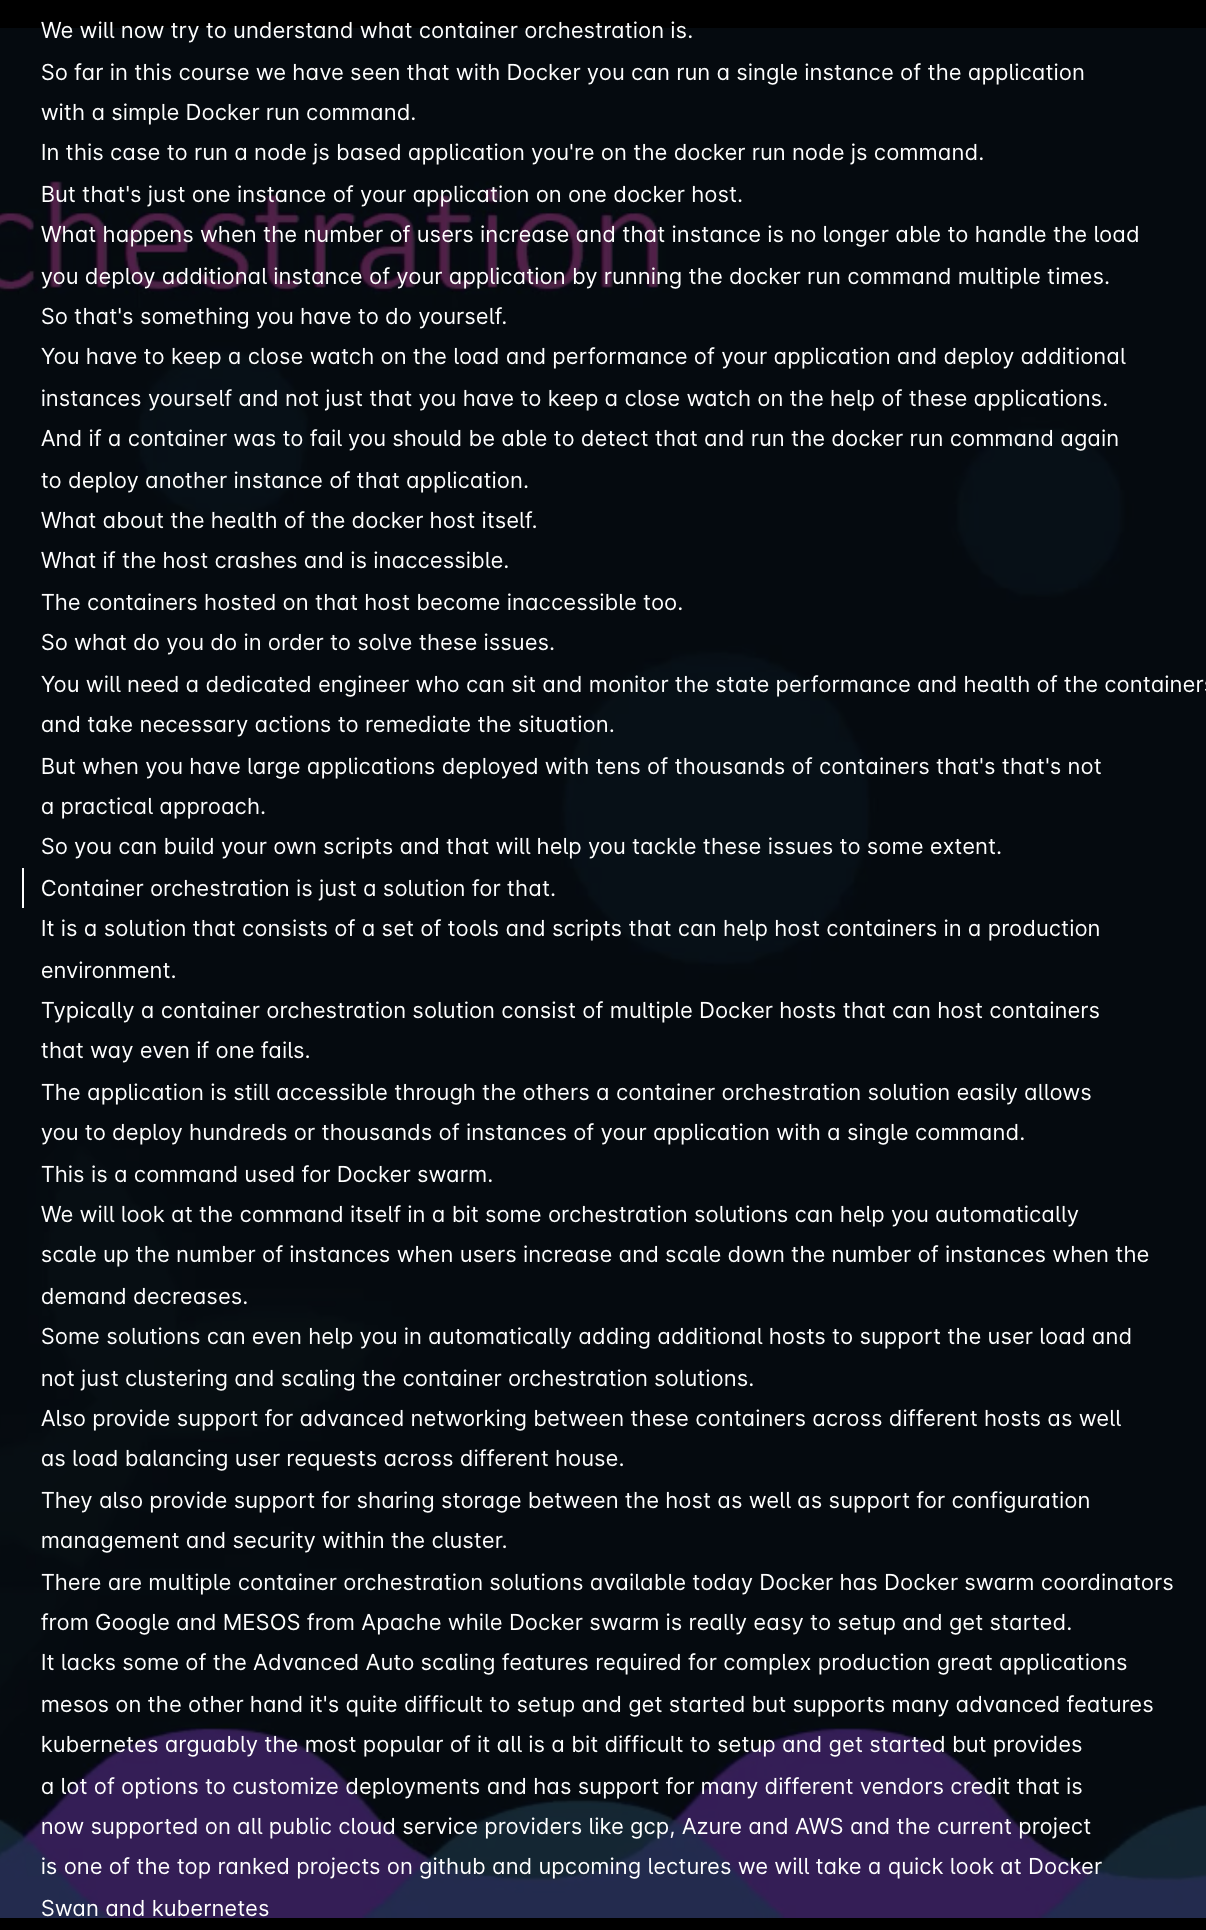 We will now try to understand what container orchestration is.
So far in this course we have seen that with Docker you can run a single instance of the application
with a simple Docker run command.
In this case to run a node js based application you're on the docker run node js command.
But that's just one instance of your application on one docker host.
chestration
What happens when the number of users increase and that instance is no longer able to handle the load
you deploy additional instance of your application by running the docker run command multiple times.
So that's something you have to do yourself.
You have to keep a close watch on the load and performance of your application and deploy additional
instances yourself and not just that you have to keep a close watch on the help of these applications.
And if a container was to fail you should be able to detect that and run the docker run command again
to deploy another instance of that application.
What about the health of the docker host itself.
What if the host crashes and is inaccessible.
The containers hosted on that host become inaccessible too.
So what do you do in order to solve these issues.
You will need a dedicated engineer who can sit and monitor the state performance and health of the containers
and take necessary actions to remediate the situation.
But when you have large applications deployed with tens of thousands of containers that's that's not
a practical approach.
So you can build your own scripts and that will help you tackle these issues to some extent.
Container orchestration is just a solution for that.
It is a solution that consists of a set of tools and scripts that can help host containers in a production
environment.
Typically a container orchestration solution consist of multiple Docker hosts that can host containers
that way even if one fails.
The application is still accessible through the others a container orchestration solution easily allows
you to deploy hundreds or thousands of instances of your application with a single command.
This is a command used for Docker swarm.
We will look at the command itself in a bit some orchestration solutions can help you automatically
scale up the number of instances when users increase and scale down the number of instances when the
demand decreases.
Some solutions can even help you in automatically adding additional hosts to support the user load and
not just clustering and scaling the container orchestration solutions.
Also provide support for advanced networking between these containers across different hosts as well
as load balancing user requests across different house.
They also provide support for sharing storage between the host as well as support for configuration
management and security within the cluster.
There are multiple container orchestration solutions available today Docker has Docker swarm coordinators
from Google and MESOS from Apache while Docker swarm is really easy to setup and get started.
It lacks some of the Advanced Auto scaling features required for complex production great applications
mesos on the other hand it's quite difficult to setup and get started but supports many advanced features
kubernetes arguably the most popular of it all is a bit difficult to setup and get started but provides
a lot of options to customize deployments and has support for many different vendors credit that is
now supported on all public cloud service providers like gcp, Azure and AWS and the current project
is one of the top ranked projects on github and upcoming lectures we will take a quick look at Docker
Swan and kubernetes